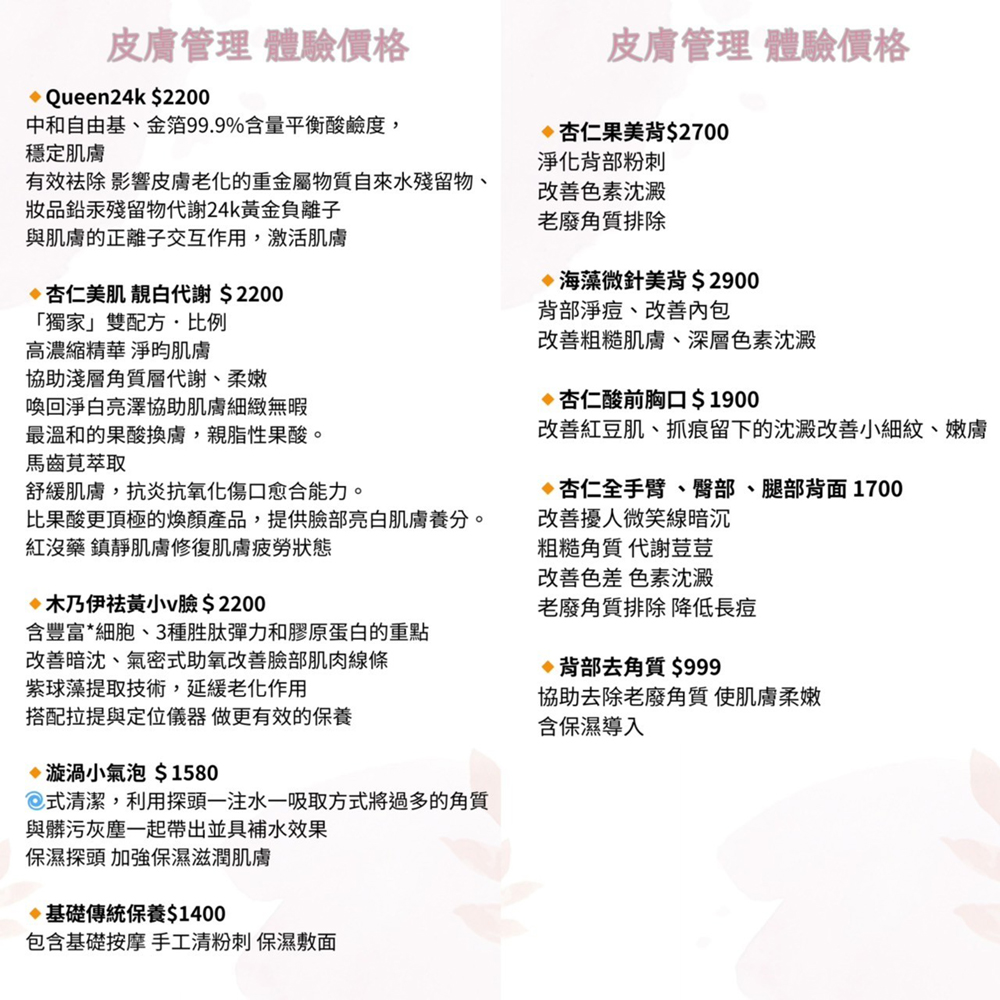 皮膚管理 體驗價格
🔸Queen24k $2200
中和自由基、金箔99.9%含量平衡酸鹼度，
穩定肌膚
有效袪除 影響皮膚老化的重金屬物質自來水殘留物、
妝品鉛汞殘留物代謝24k黃金負離子
與肌膚的正離子交互作用，激活肌膚
🔸杏仁美肌 靚白代謝 ＄2200
「獨家」雙配方．比例
高濃縮精華 淨昀肌膚
協助淺層角質層代謝、柔嫩
喚回淨白亮澤協助肌膚細緻無暇
最溫和的果酸換膚，親脂性果酸。
馬齒莧萃取
舒緩肌膚，抗炎抗氧化傷口愈合能力。
比果酸更頂極的煥顏產品，提供臉部亮白肌膚養分。
紅沒藥 鎮靜肌膚修復肌膚疲勞狀態
🔸木乃伊祛黃小v臉＄2200
含豐富*細胞、3種胜肽彈力和膠原蛋白的重點
改善暗沈、氣密式助氧改善臉部肌肉線條
紫球藻提取技術，延緩老化作用
搭配拉提與定位儀器 做更有效的保養
🔸漩渦小氣泡 ＄1580
🌀式清潔，利用探頭一注水一吸取方式將過多的角質
與髒污灰塵一起帶出並具補水效果
保濕探頭 加強保濕滋潤肌膚
🔸基礎傳統保養$1400
包含基礎按摩 手工清粉刺 保濕敷面
皮膚管理 體驗價格
🔸杏仁果美背$2700
淨化背部粉刺
改善色素沈澱
老廢角質排除
🔸海藻微針美背＄2900
背部淨痘、改善內包
改善粗糙肌膚、深層色素沈澱
🔸杏仁酸前胸口＄1900
改善紅豆肌、抓痕留下的沈澱改善小細紋、嫩膚
🔸杏仁全手臂 、臀部 、腿部背面 1700
改善擾人微笑線暗沉
粗糙角質 代謝荳荳
改善色差 色素沈澱
老廢角質排除 降低長痘
🔸背部去角質 $999
協助去除老廢角質 使肌膚柔嫩
含保濕導入